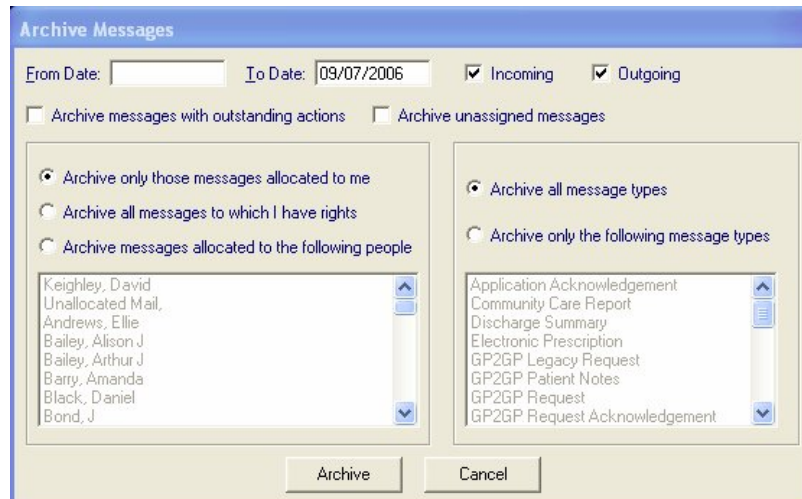 Archive Messages
From Date: To Date: 09/07/2006 Incoming Outgoing
Archive messages with outstanding actions Archive unassigned messages
Archive only those messages allocated to me
Archive all messages to which I have rights
Archive messages allocated to the following people
Keighley, David
Unallocated Mail,
Andrews, Ellie
Bailey, Alison J
Bailey, Arthur J
Barry, Amanda
Black, Daniel
Bond, J
Archive all message types
Archive only the following message types
Application Acknowledgement
Community Care Report
Discharge Summary
Electronic Prescription
GP2GP Legacy Request
GP2GP Patient Notes
GP2GP Request
GP2GP Request Acknowledgement
Archive Cancel